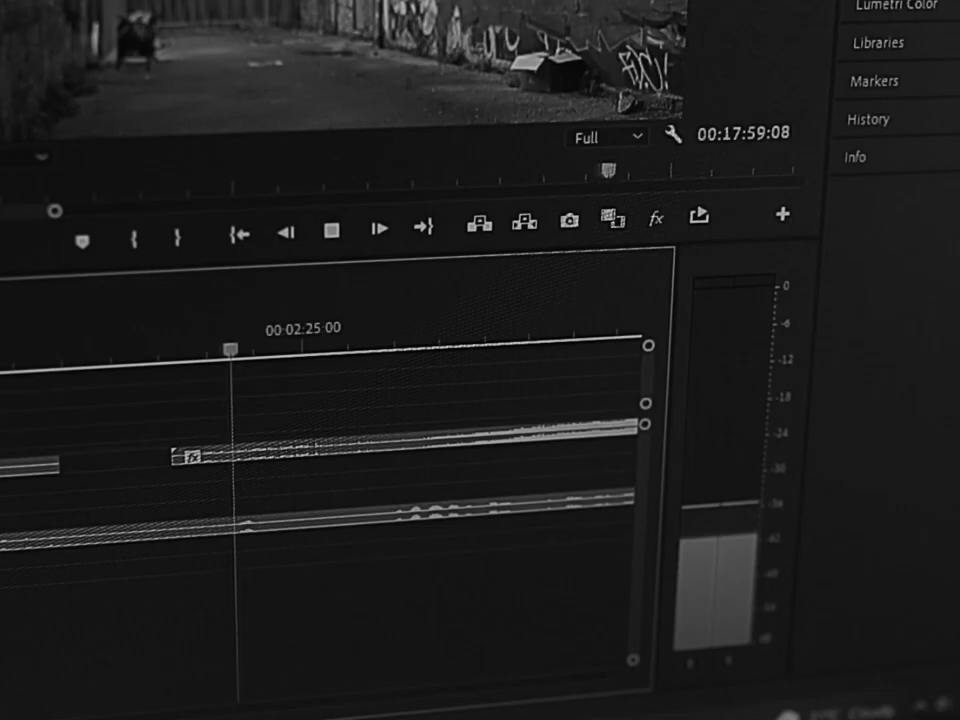 Lumetri Color
Libraries
Markers
History
Info
Full
00:17:59:08
fx
00:02:25:00
fx
0
-6
-12
-18
-24
-30
-36
-42
-48
-54